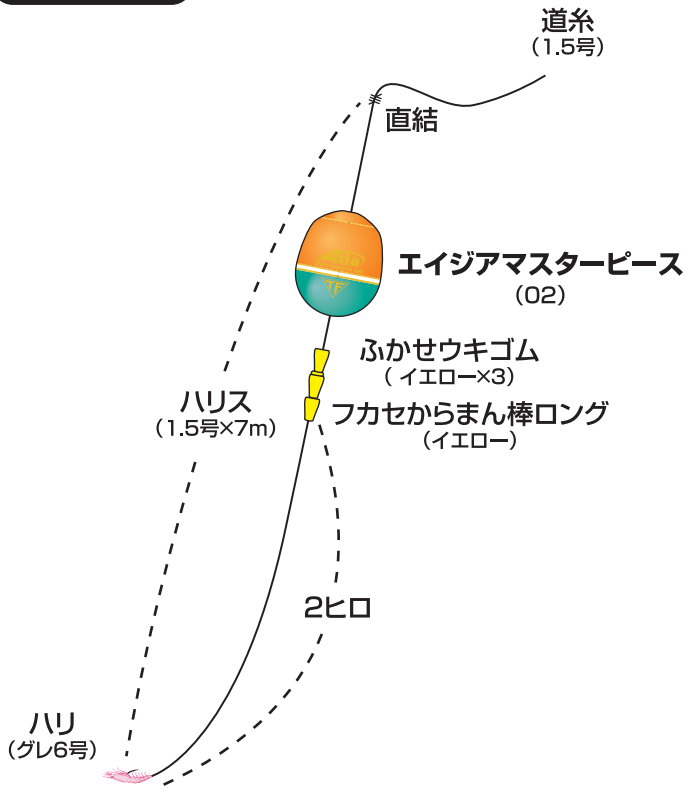 道糸
（1.5号）
直結
エイジアマスターピース
（02）
TF
ふかせウキゴム
（ イエロー×3）
フカセからまん棒ロング
（イエロー）
ハリス
（1.5号×7m）
2ヒロ
ハリ
（グレ6号）